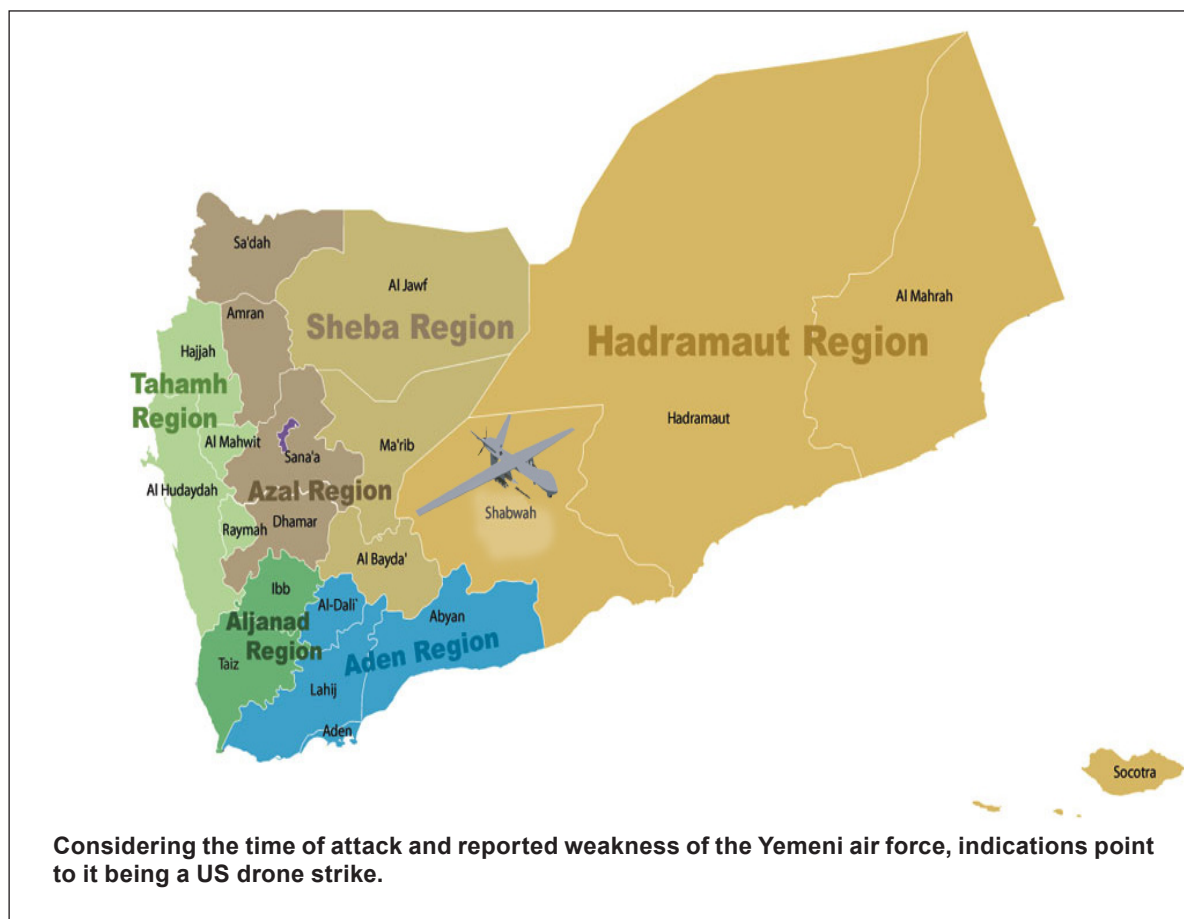 Sa'dah
Al Jawf
Amran
Sheba Region
Al Mahrah
Hadramaut Region
Hajjah
Tahamh
Region
Hadramaut
Al Mahwit
Ma'rib
Sana'a
Al Hudaydah
Azal Region
Shabwah
Raymah
Dhamar
Al Bayda'
Ibb
Al-Dali`
Abyan
Aljanad
Region
Aden Region
Taiz
Lahij
Aden
Socotra
Considering the time of attack and reported weakness of the Yemeni air force, indications point
to it being a US drone strike.